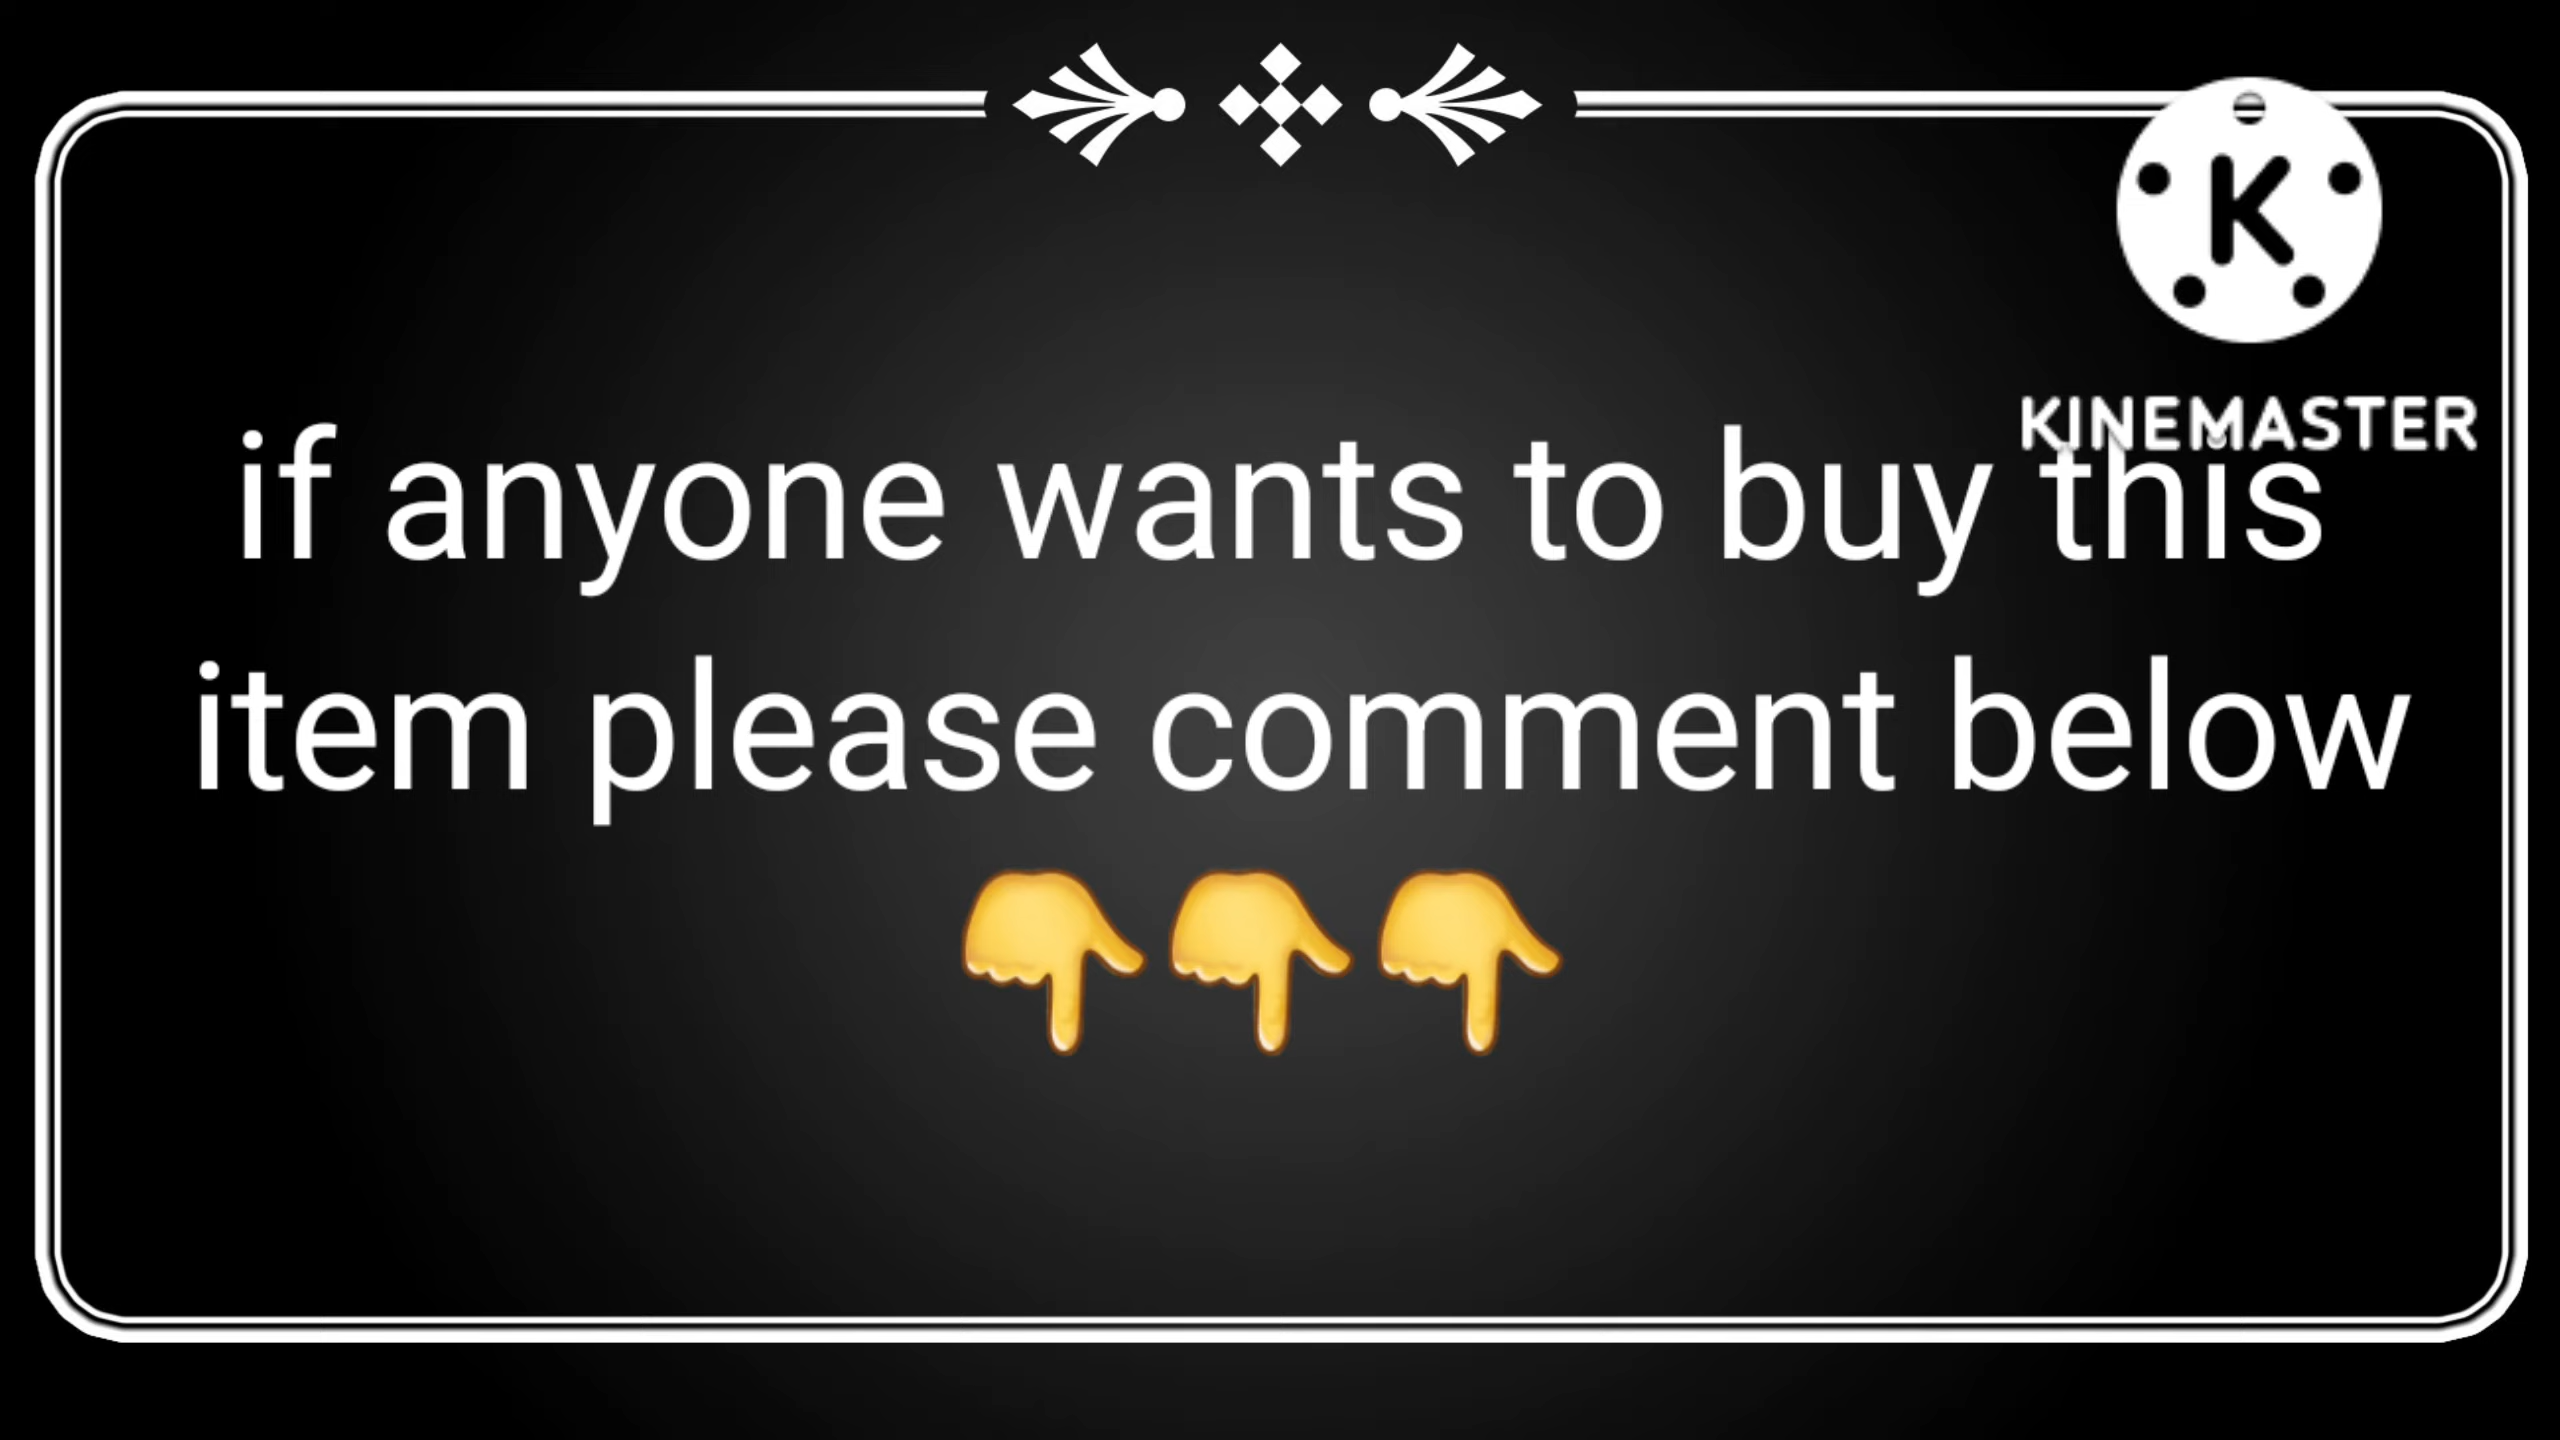 K
KINEMASTER
if anyone wants to buy this
item please comment below
👇👇👇